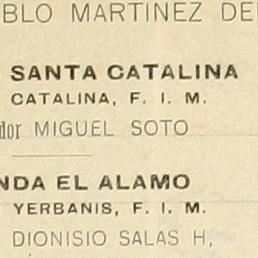 BLO MARTINEZ DE
SANTA CATALINA
CATALINA, F. I. M.
dor MIGUEL SOTO
NDA EL ALAMO
YERBANIS, F. I. M.
DIONISIO SALAS H,